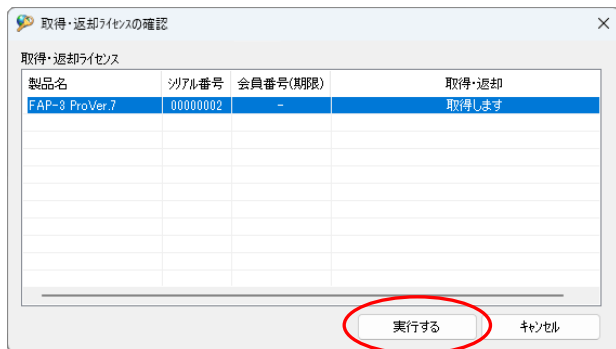 取得・返却ライセンスの確認
取得・返却ライセンス
製品名 シリアル番号 会員番号(期限) 取得・返却
FAP-3 ProVer.7 00000002 - 取得します
実行する キャンセル